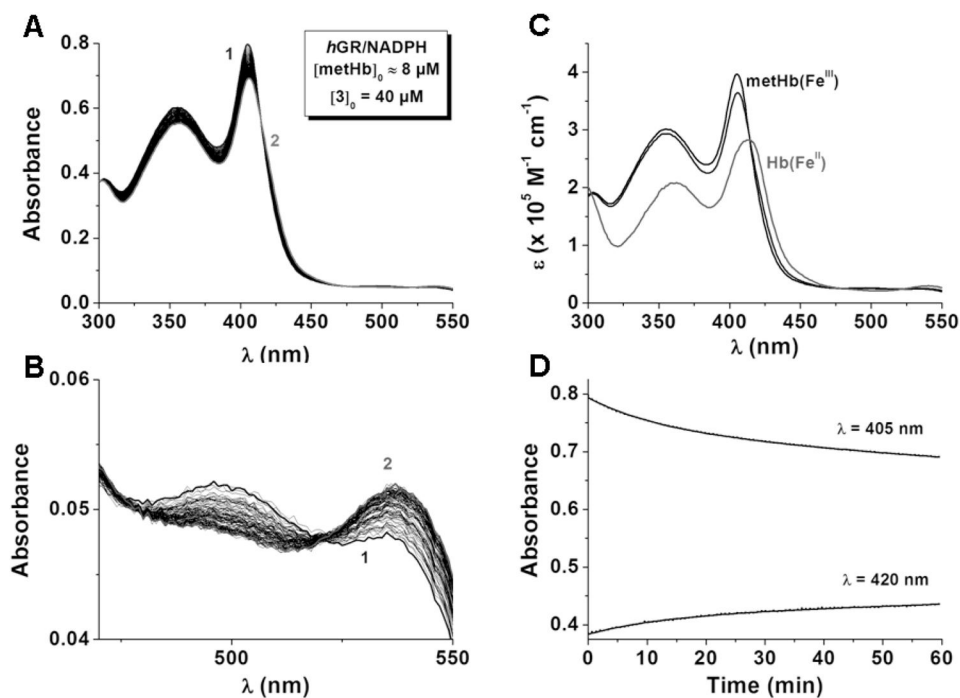 A
Absorbance
0.8
0.6
0.4
0.2
0.0
1
2
hGR/NADPH
[metHb]₀ ≈ 8 µM
[3]₀ = 40 µM
300 350 400 450 500 550
λ (nm)
C
ε (x 10⁵ M⁻¹ cm⁻¹)
4
3
2
1
0
metHb(Feᴵᴵᴵ)
Hb(Feᴵᴵ)
300 350 400 450 500 550
λ (nm)
B
Absorbance
0.06
0.05
0.04
2
1
500 550
λ (nm)
D
Absorbance
0.8
0.7
0.6
0.5
0.4
λ = 405 nm
λ = 420 nm
0 10 20 30 40 50 60
Time (min)